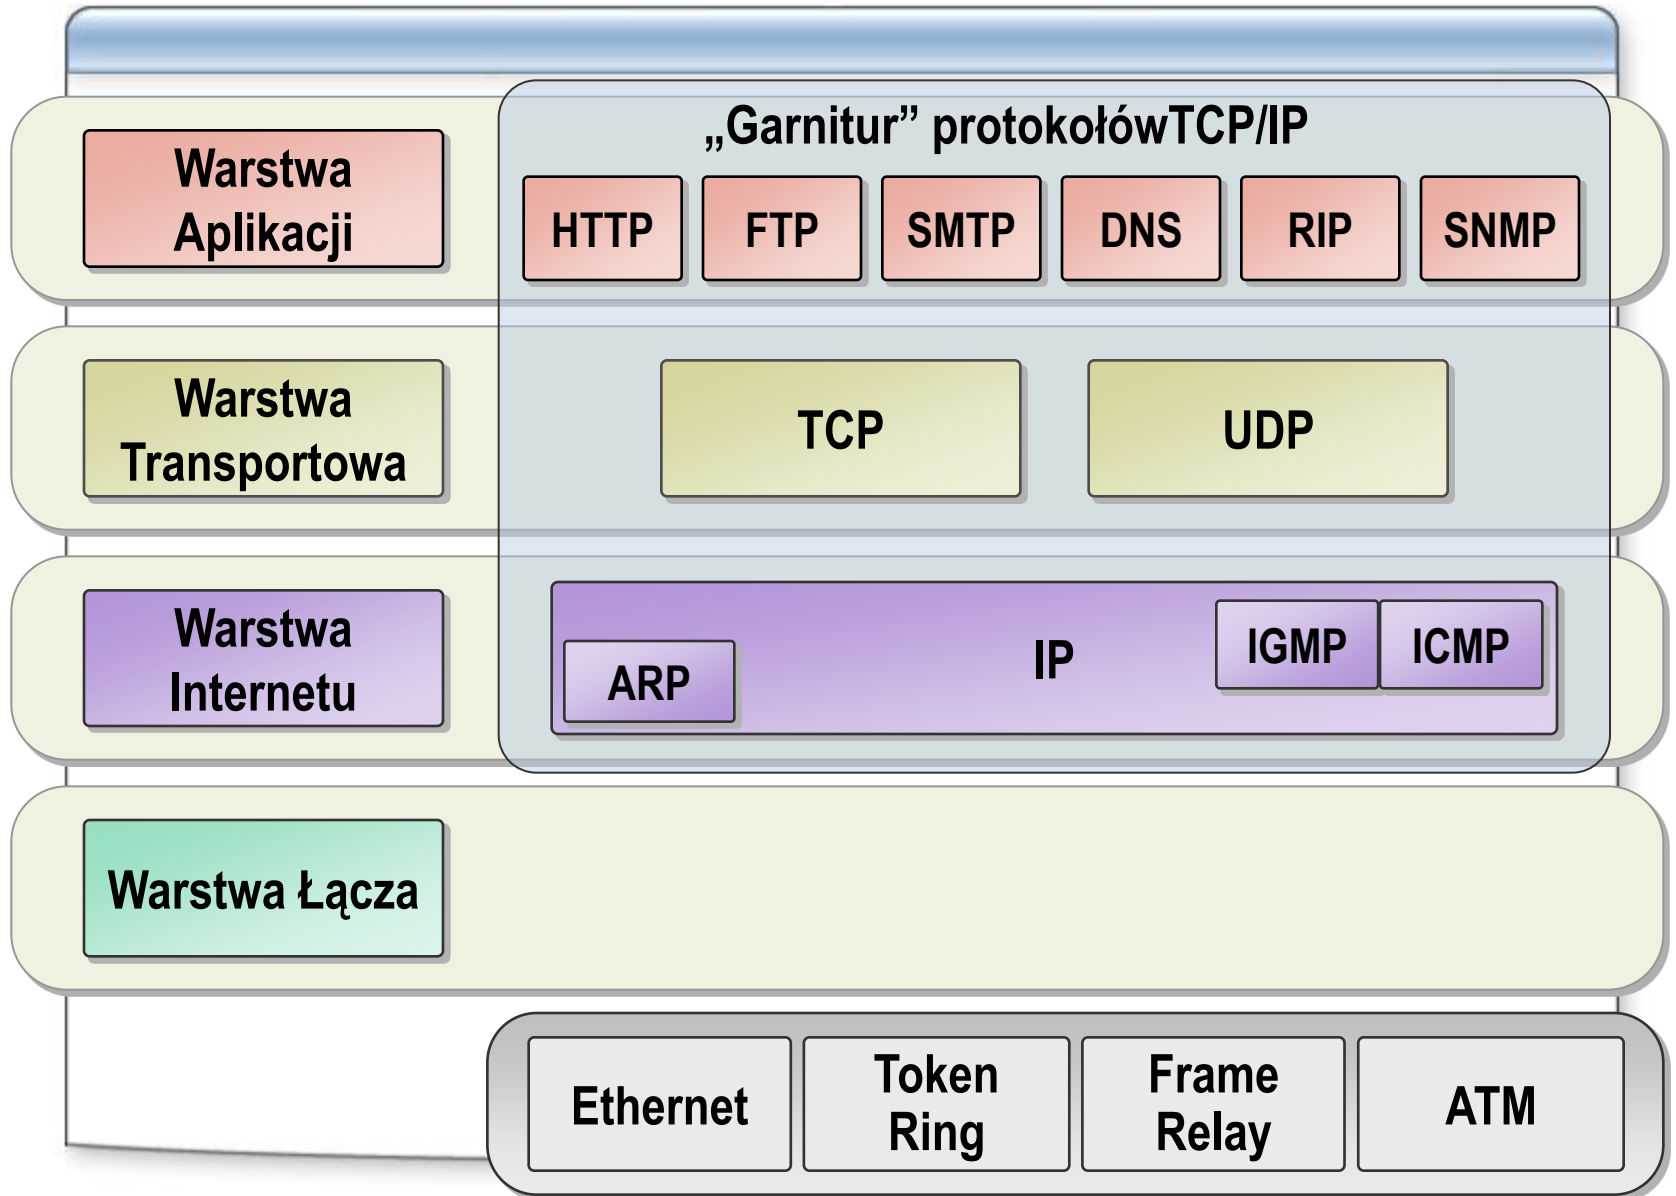 „Garnitur” protokołówTCP/IP
Warstwa
Aplikacji
HTTP FTP SMTP DNS RIP SNMP
Warstwa
Transportowa
TCP UDP
Warstwa
Internetu
ARP IP IGMP ICMP
Warstwa Łącza
Ethernet
Token
Ring
Frame
Relay
ATM